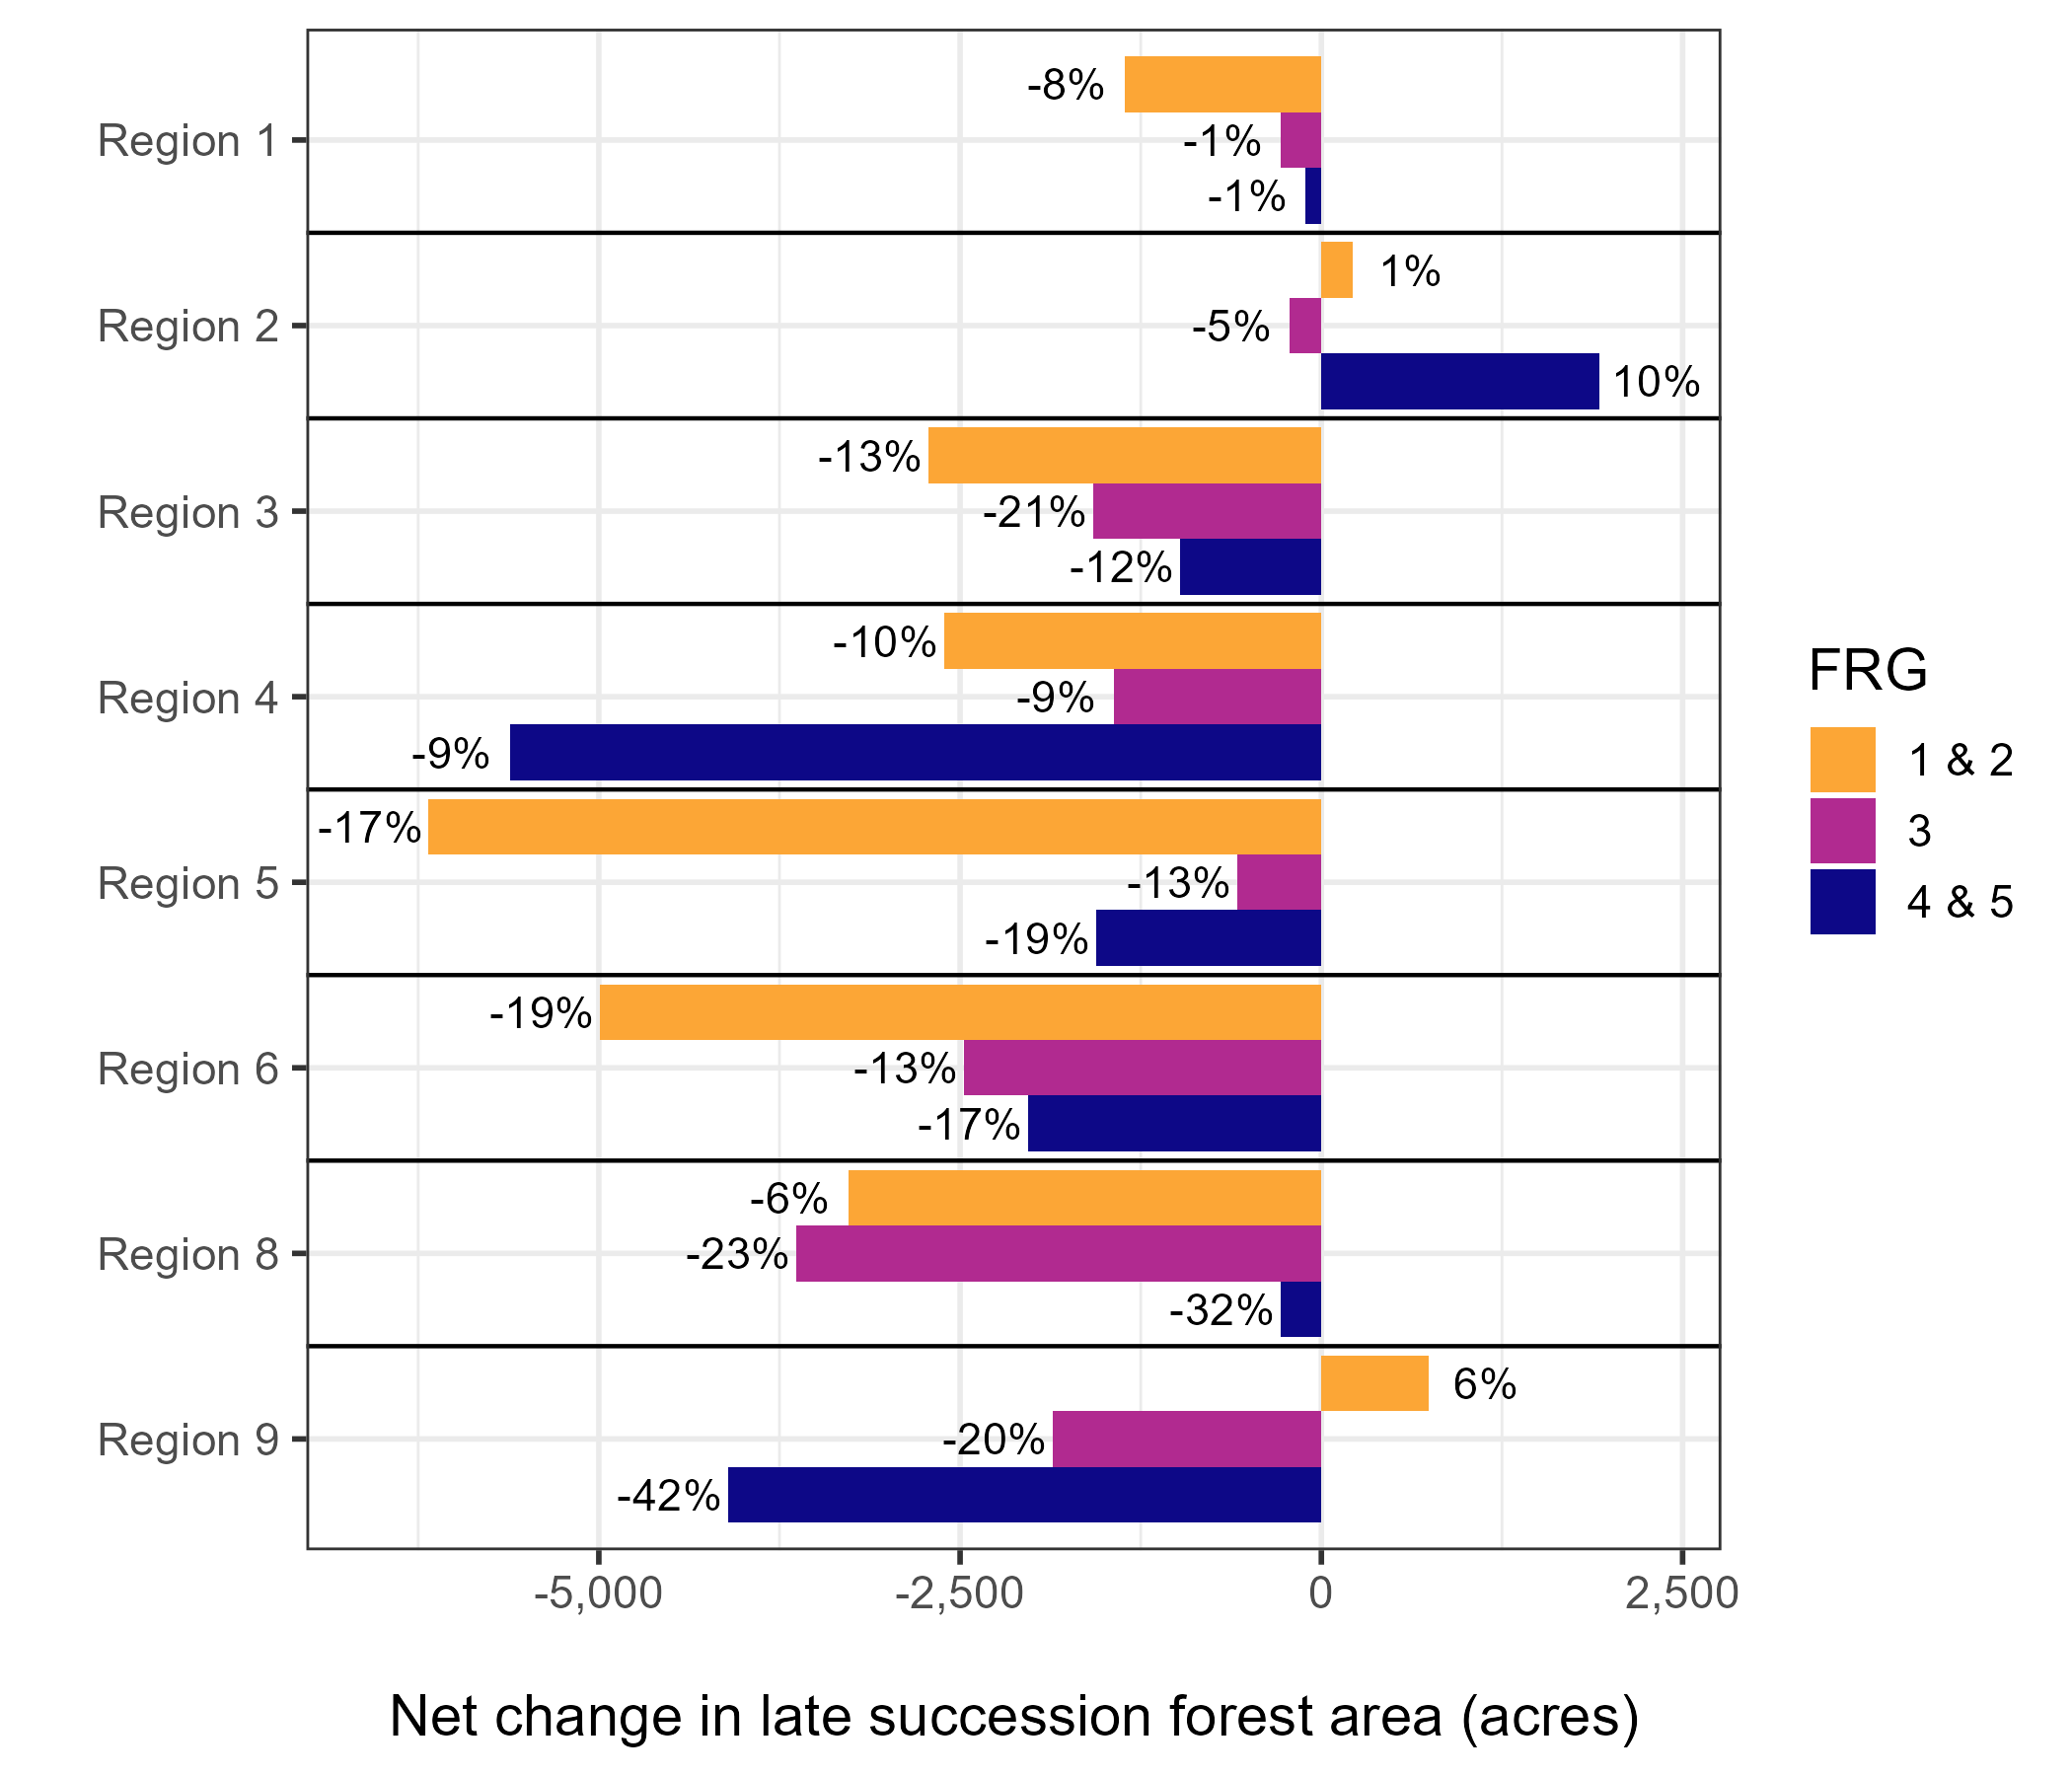 -8%
Region 1
-1%
-1%
1%
Region 2
-5%
10%
-13%
Region 3
-21%
-12%
-10%
Region 4
-9%
-9%
-17%
Region 5
-13%
-19%
-19%
Region 6
-13%
-17%
-6%
Region 8
-23%
-32%
6%
Region 9
-20%
-42%
-5,000 -2,500 0 2,500
Net change in late succession forest area (acres)
FRG
1 & 2
3
4 & 5